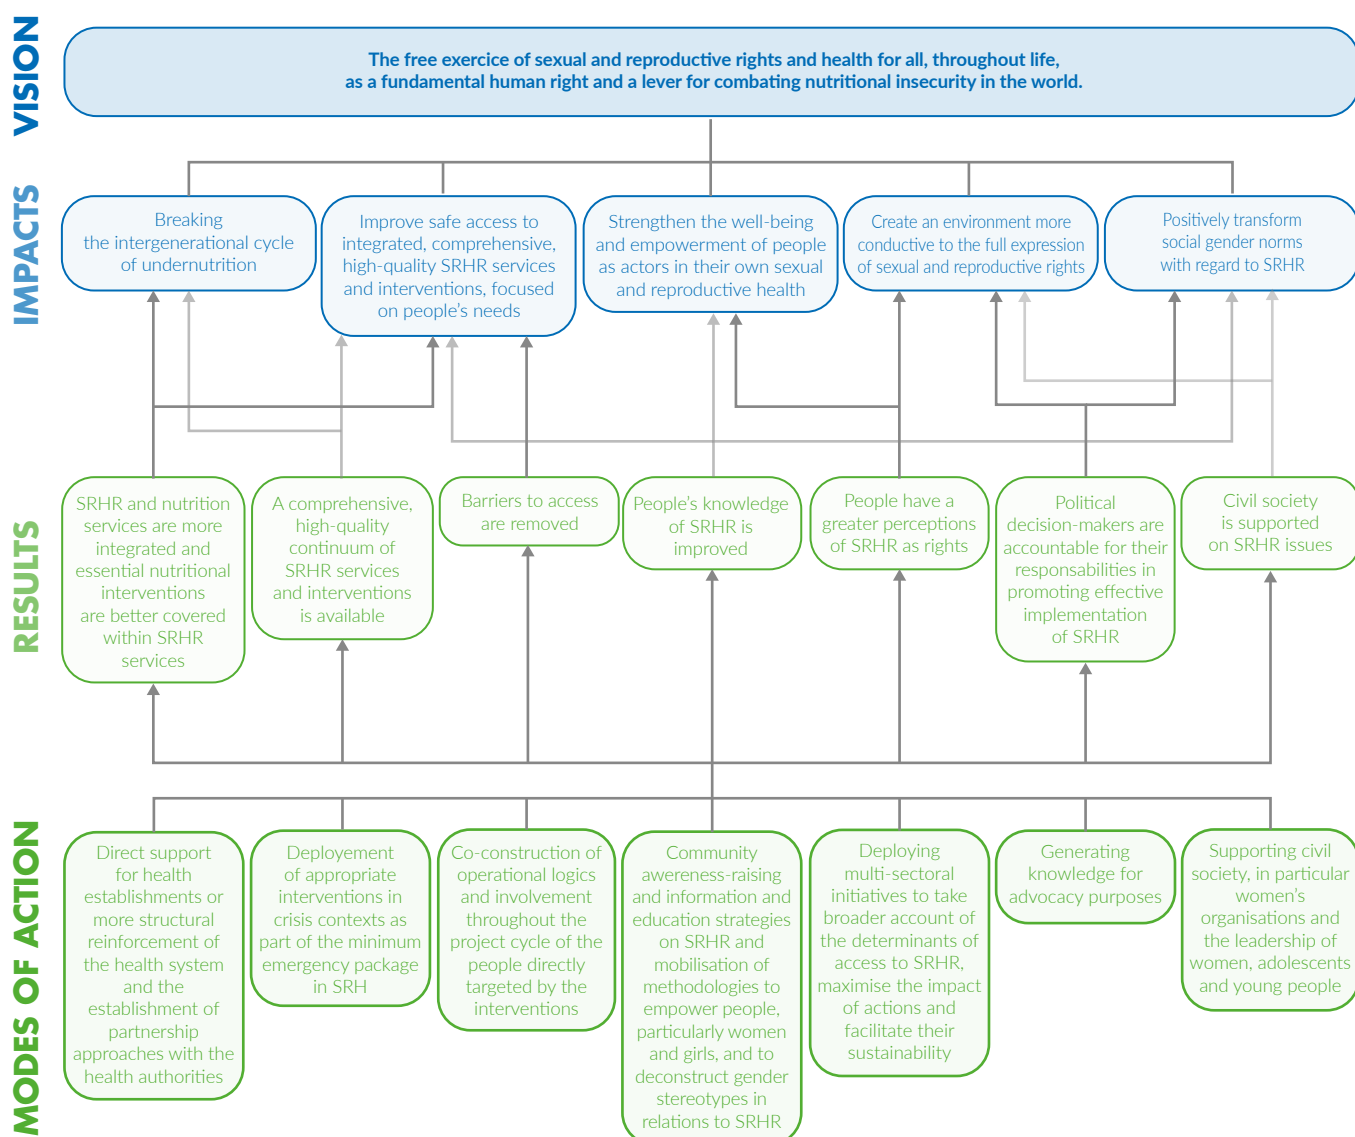 VISION
The free exercice of sexual and reproductive rights and health for all, throughout life,
as a fundamental human right and a lever for combating nutritional insecurity in the world.
IMPACTS
Breaking
the intergenerational cycle
of undernutrition
Improve safe access to
integrated, comprehensive,
high-quality SRHR services
and interventions, focused
on people's needs
Strengthen the well-being
and empowerment of people
as actors in their own sexual
and reproductive health
Create an environment more
conductive to the full expression
of sexual and reproductive rights
Positively transform
social gender norms
with regard to SRHR
RESULTS
SRHR and nutrition
services are more
integrated and
essential nutritional
interventions
are better covered
within SRHR
services
A comprehensive,
high-quality
continuum of
SRHR services
and interventions
is available
Barriers to access
are removed
People's knowledge
of SRHR is
improved
People have a
greater perceptions
of SRHR as rights
Political
decision-makers are
accountable for their
responsabilities in
promoting effective
implementation
of SRHR
Civil society
is supported
on SRHR issues
MODES OF ACTION
Direct support
for health
establishments or
more structural
reinforcement of
the health system
and the
establishment of
partnership
approaches with the
health authorities
Deployement
of appropriate
interventions in
crisis contexts as
part of the minimum
emergency package
in SRH
Co-construction of
operational logics
and involvement
throughout the
project cycle of the
people directly
targeted by the
interventions
Community
awereness-raising
and information and
education strategies
on SRHR and
mobilisation of
methodologies to
empower people,
particularly women
and girls, and to
deconstruct gender
stereotypes in
relations to SRHR
Deploying
multi-sectoral
initiatives to take
broader account of
the determinants of
access to SRHR,
maximise the impact
of actions and
facilitate their
sustainability
Generating
knowledge for
advocacy purposes
Supporting civil
society, in particular
women's
organisations and
the leadership of
women, adolescents
and young people